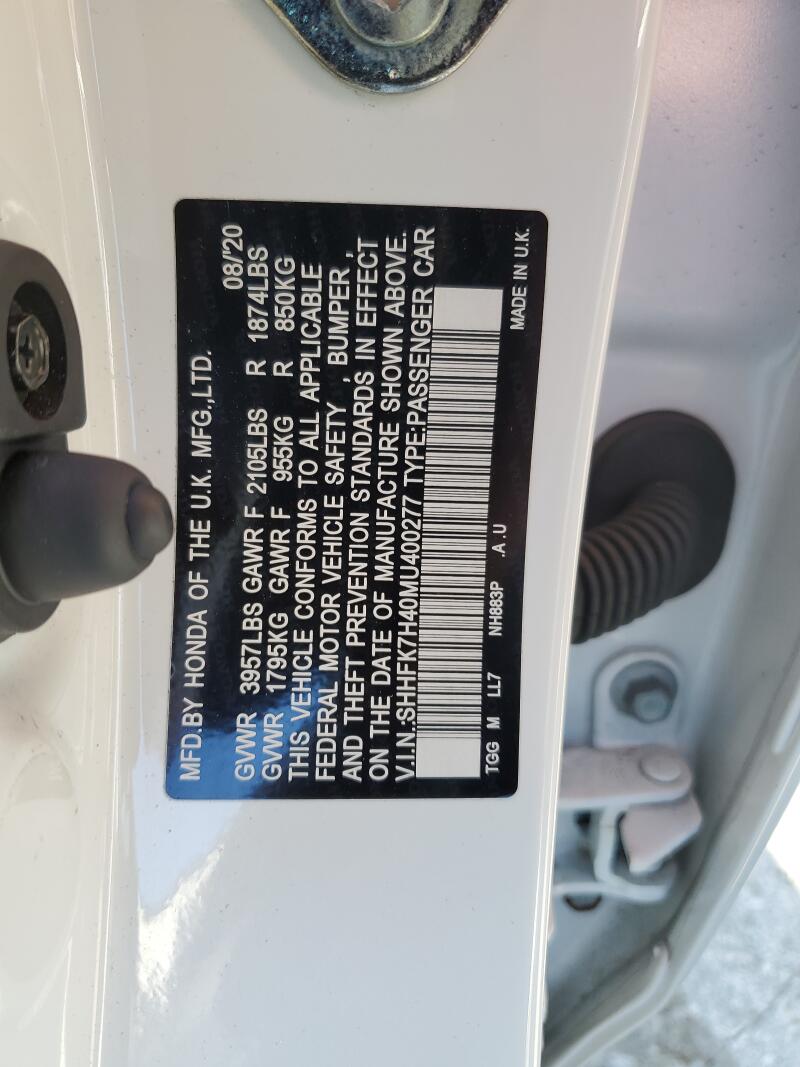 MFD.BY HONDA OF THE U.K. MFG.,LTD.
08/'20
GVWR 3957LBS GAWR F 2105LBS R 1874LBS
GVWR 1795KG GAWR F 955KG R 850KG
THIS VEHICLE CONFORMS TO ALL APPLICABLE
FEDERAL MOTOR VEHICLE SAFETY , BUMPER ,
AND THEFT PREVENTION STANDARDS IN EFFECT
ON THE DATE OF MANUFACTURE SHOWN ABOVE.
V.I.N.:SHHFK7H40MU400277 TYPE:PASSENGER CAR
TGG M LL7 NH883P .A.U
MADE IN U.K.